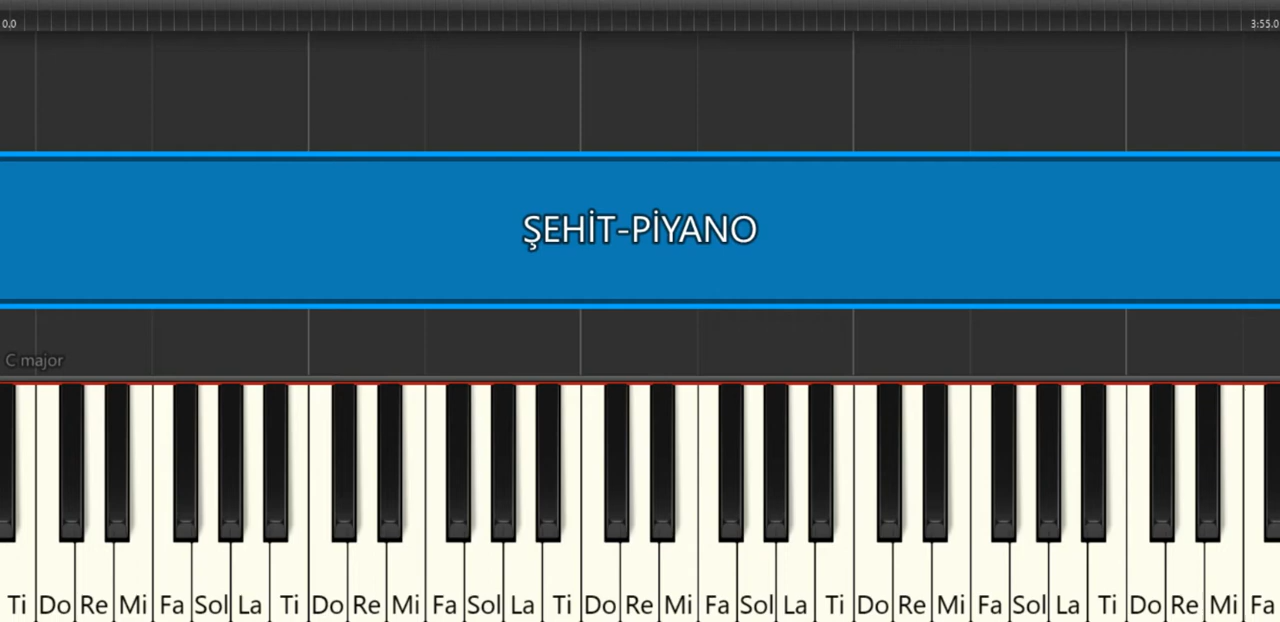 0,0 3:55.0
ŞEHİT-PİYANO
C major
Ti Do Re Mi Fa Sol La Ti Do Re Mi Fa Sol La Ti Do Re Mi Fa Sol La Ti Do Re Mi Fa Sol La Ti Do Re Mi Fa